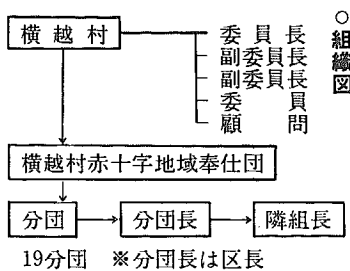 ○組織図
横越村
委員長
副委員長
副委員長
委員
顧問
横越村赤十字地域奉仕団
分団
分団長
隣組長
19分団　※分団長は区長